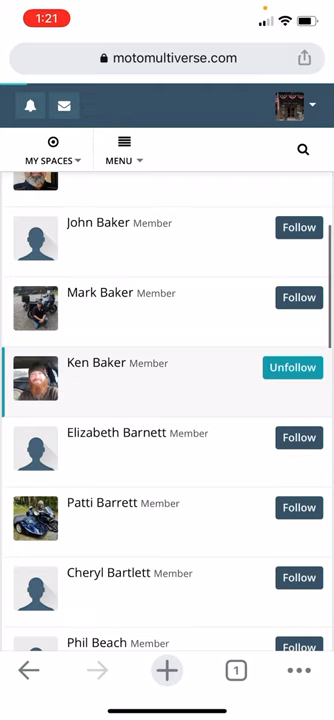 1:21
motomultiverse.com
MY SPACES
MENU
John Baker Member
Follow
Mark Baker Member
Follow
Ken Baker Member
Unfollow
Elizabeth Barnett Member
Follow
Patti Barrett Member
Follow
Cheryl Bartlett Member
Follow
Phil Beach Member
Follow
1